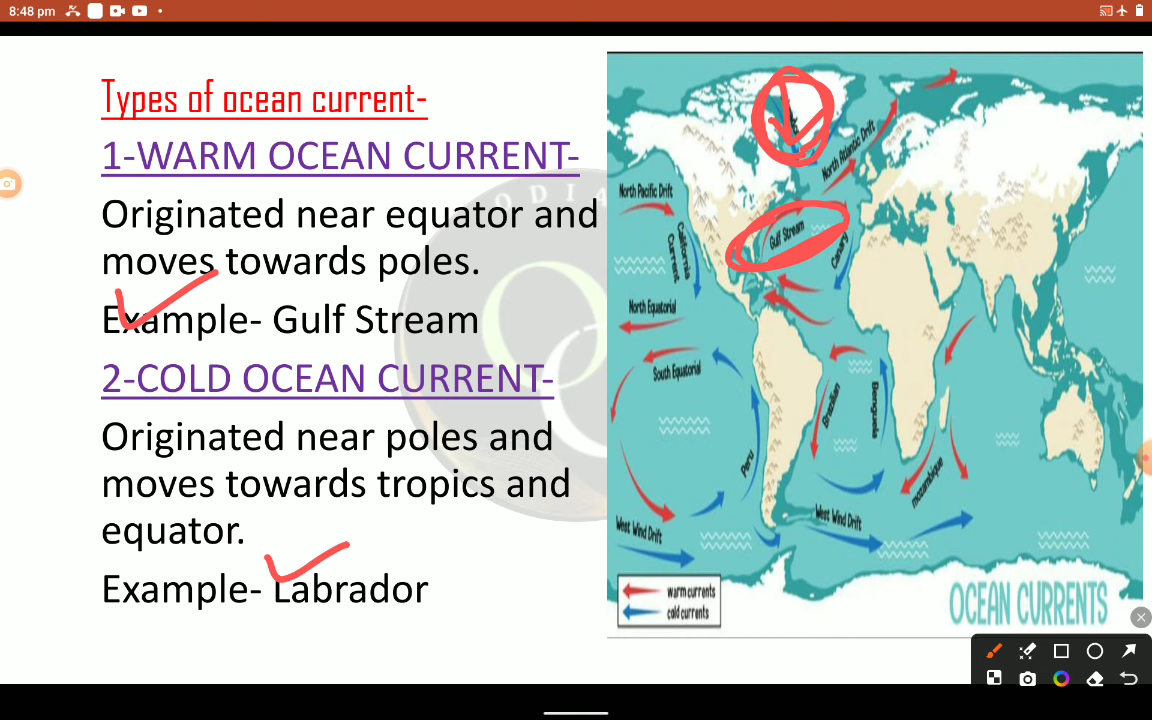 8:48 pm
Types of ocean current-
1-WARM OCEAN CURRENT-
Originated near equator and
moves towards poles.
Example- Gulf Stream
2-COLD OCEAN CURRENT-
Originated near poles and
moves towards tropics and
equator.
Example- Labrador
ODIA
North Atlantic Drift
North Pacific Drift
Gulf Stream
California
Current
Canary
North Equatorial
South Equatorial
Brazilian
Benguela
Peru
mozambique
West Wind Drift
West Wind Drift
warm currents
cold currents
OCEAN CURRENTS